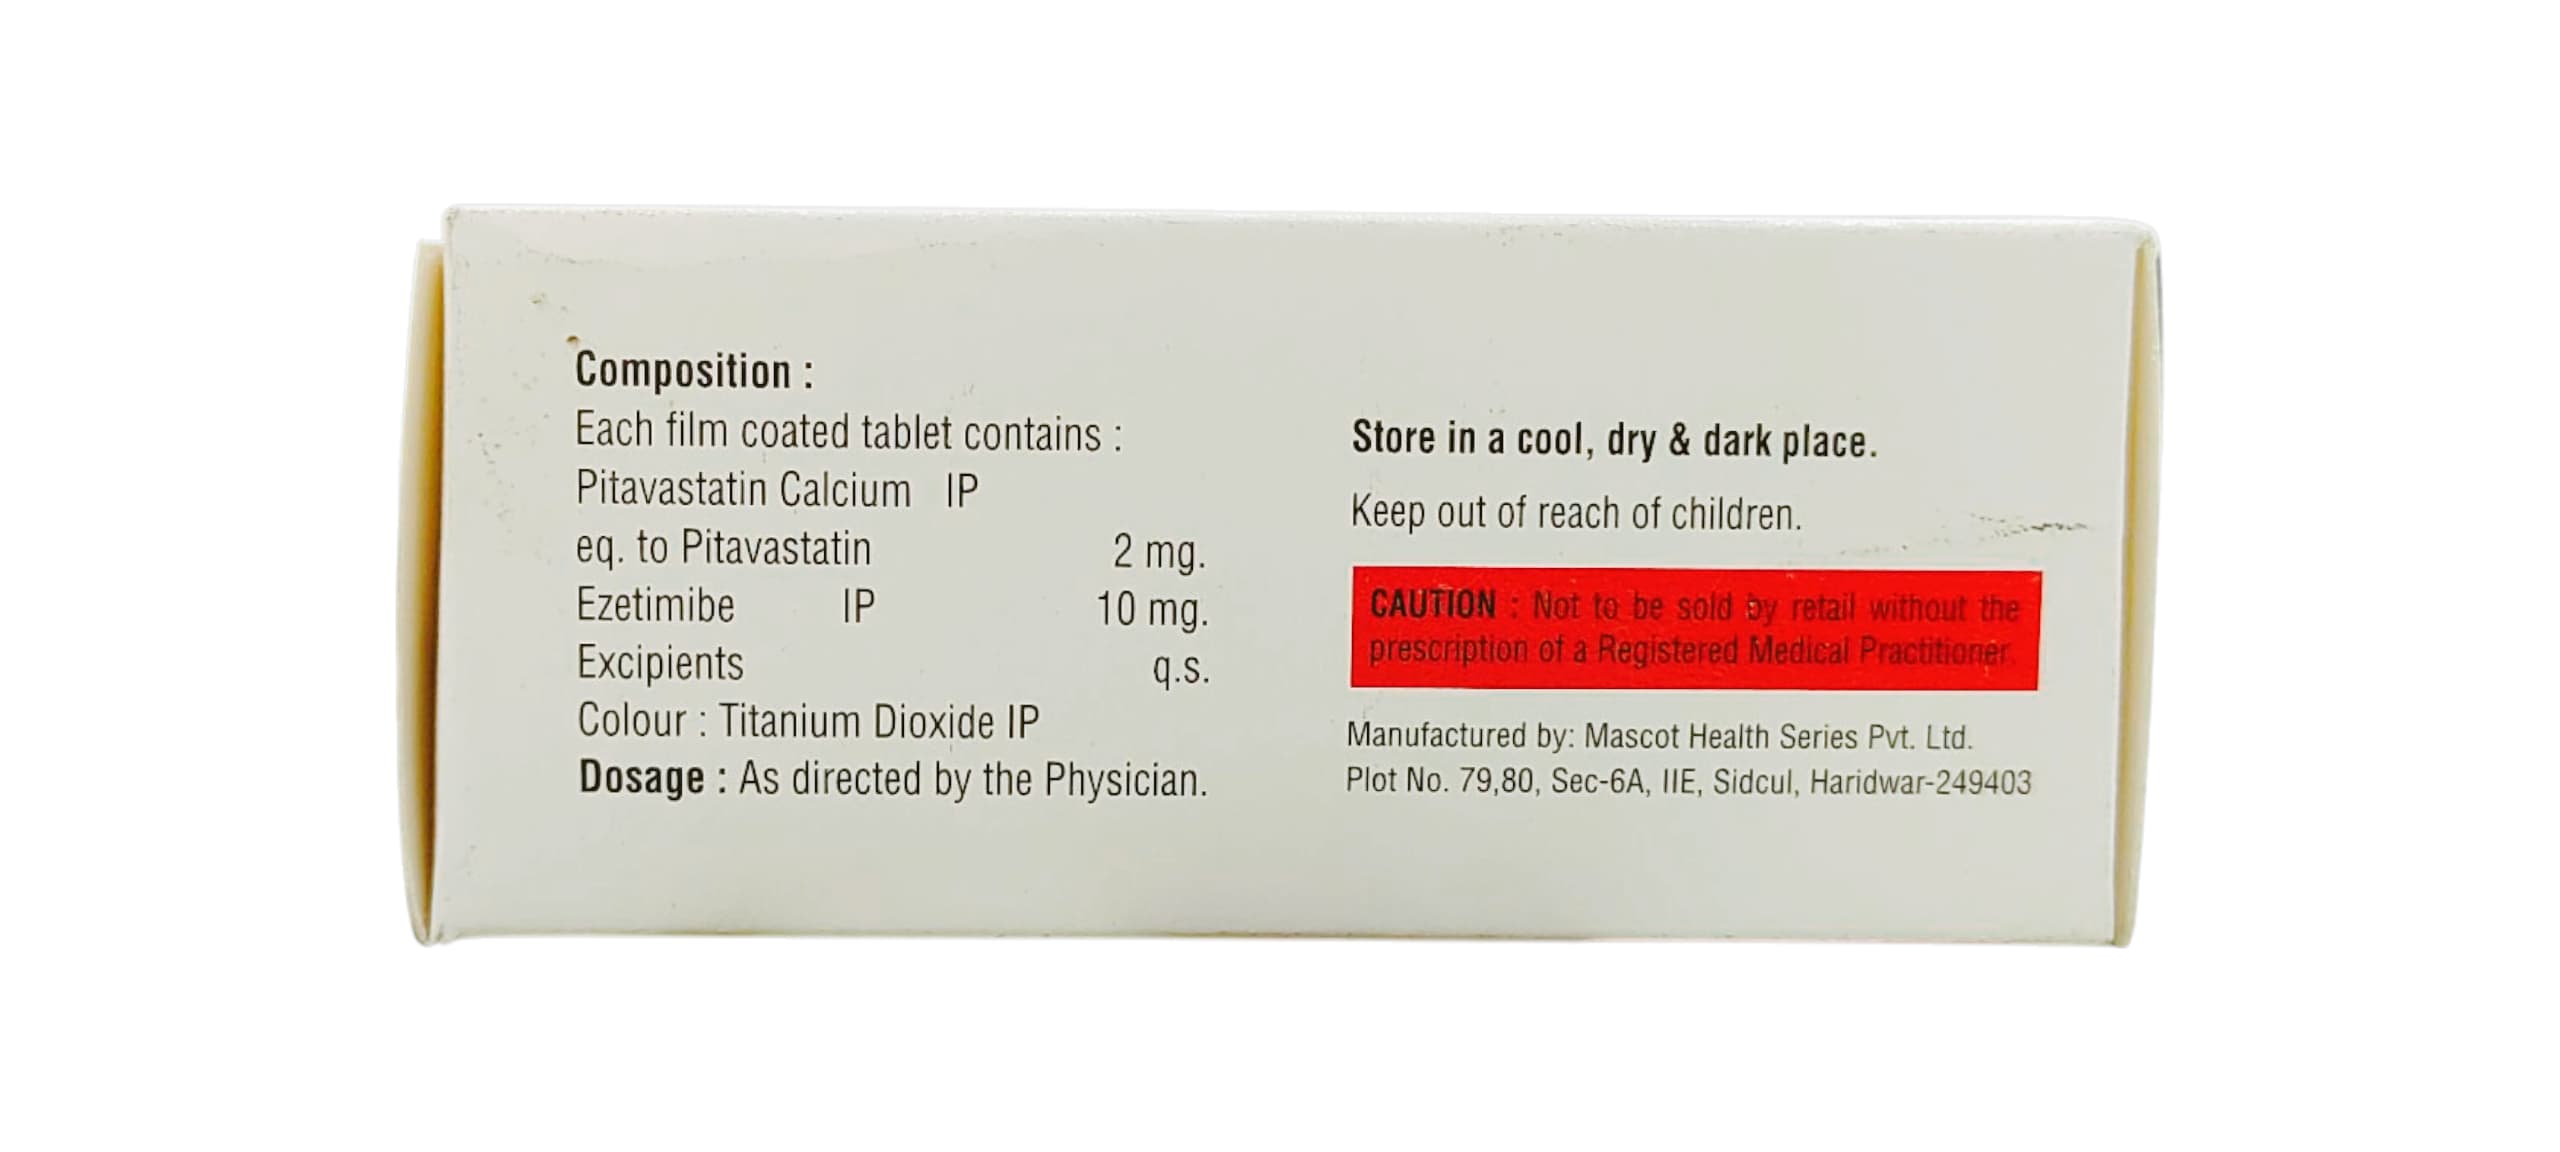 Composition :
Each film coated tablet contains :
Pitavastatin Calcium IP
eq. to Pitavastatin 2 mg.
Ezetimibe IP 10 mg.
Excipients q.s.
Colour : Titanium Dioxide IP
Dosage : As directed by the Physician.
Store in a cool, dry & dark place.
Keep out of reach of children.
CAUTION : Not to be sold by retail without the
prescription of a Registered Medical Practitioner.
Manufactured by: Mascot Health Series Pvt. Ltd.
Plot No. 79,80, Sec-6A, IIE, Sidcul, Haridwar-249403